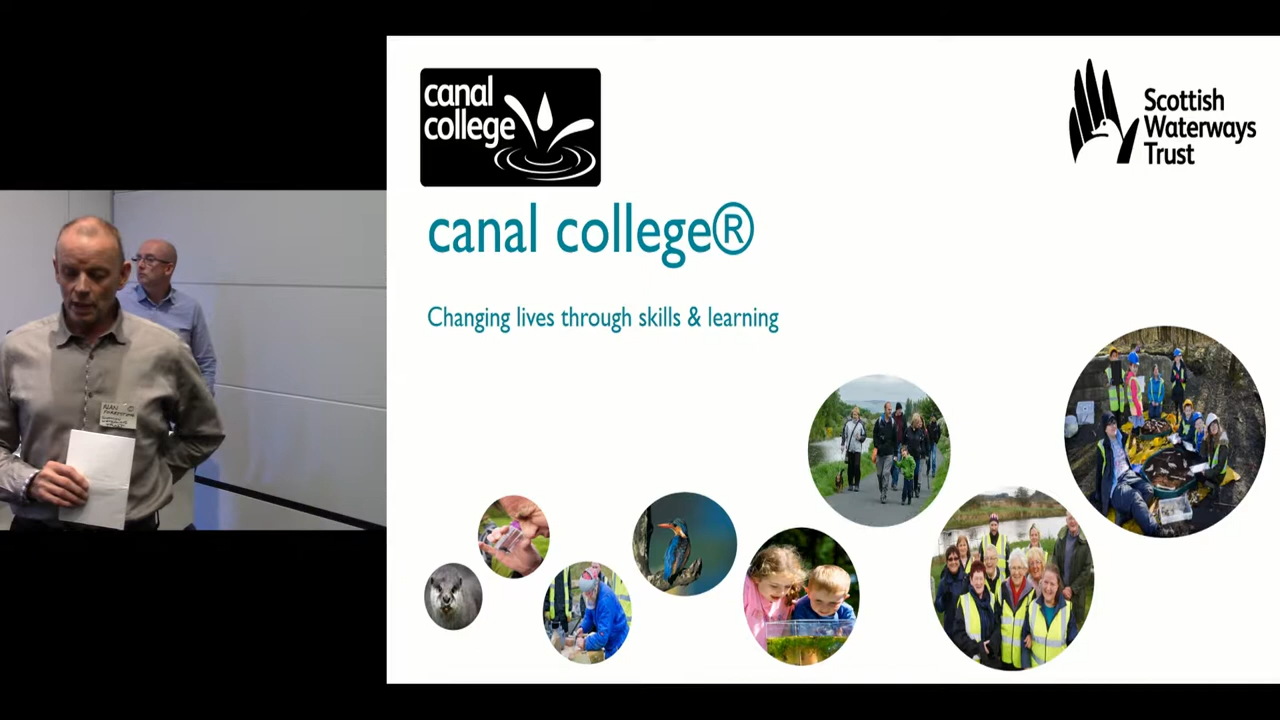 canal
college
Scottish
Waterways
Trust
canal college®
Changing lives through skills & learning